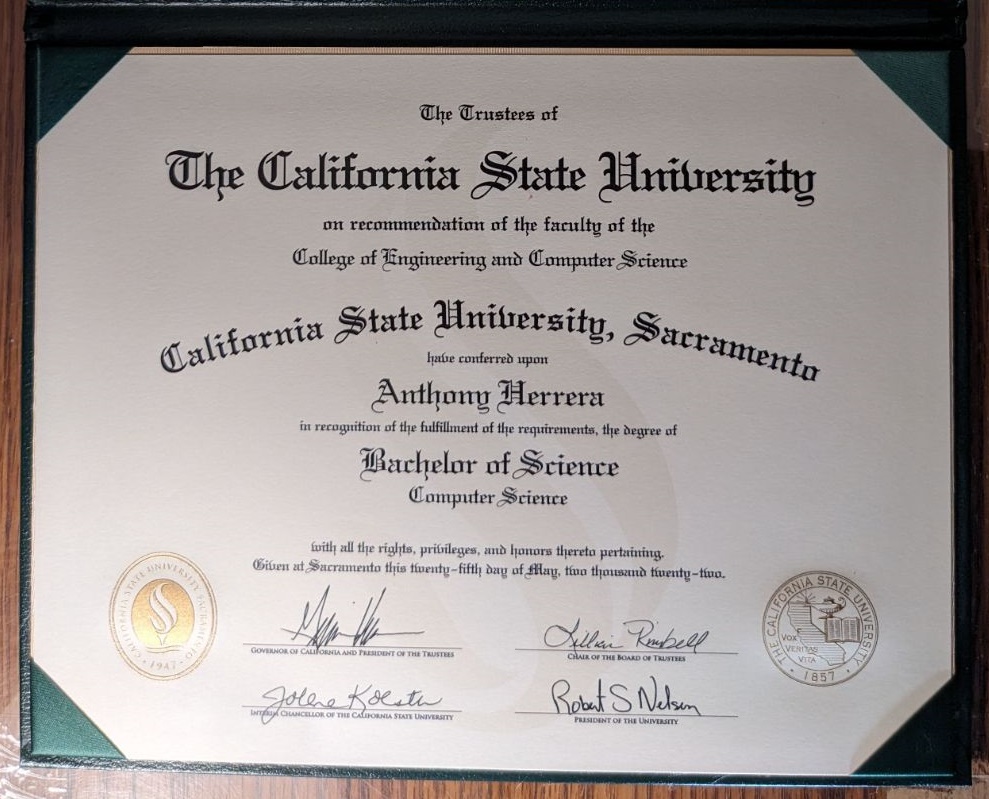 The Trustees of
The California State University
on recommendation of the faculty of the
College of Engineering and Computer Science
California State University, Sacramento
have conferred upon
Anthony Herrera
in recognition of the fulfillment of the requirements, the degree of
Bachelor of Science
Computer Science
with all the rights, privileges, and honors thereto pertaining.
Given at Sacramento this twenty-fifth day of May, two thousand twenty-two.
CALIFORNIA STATE UNIVERSITY SACRAMENTO
• 1947 •
GOVERNOR OF CALIFORNIA AND PRESIDENT OF THE TRUSTEES
Lillian Kimbell
CHAIR OF THE BOARD OF TRUSTEES
Jolene Koester
INTERIM CHANCELLOR OF THE CALIFORNIA STATE UNIVERSITY
Robert S Nelsen
PRESIDENT OF THE UNIVERSITY
THE CALIFORNIA STATE UNIVERSITY
VOX
VERITAS
VITA
• 1857 •